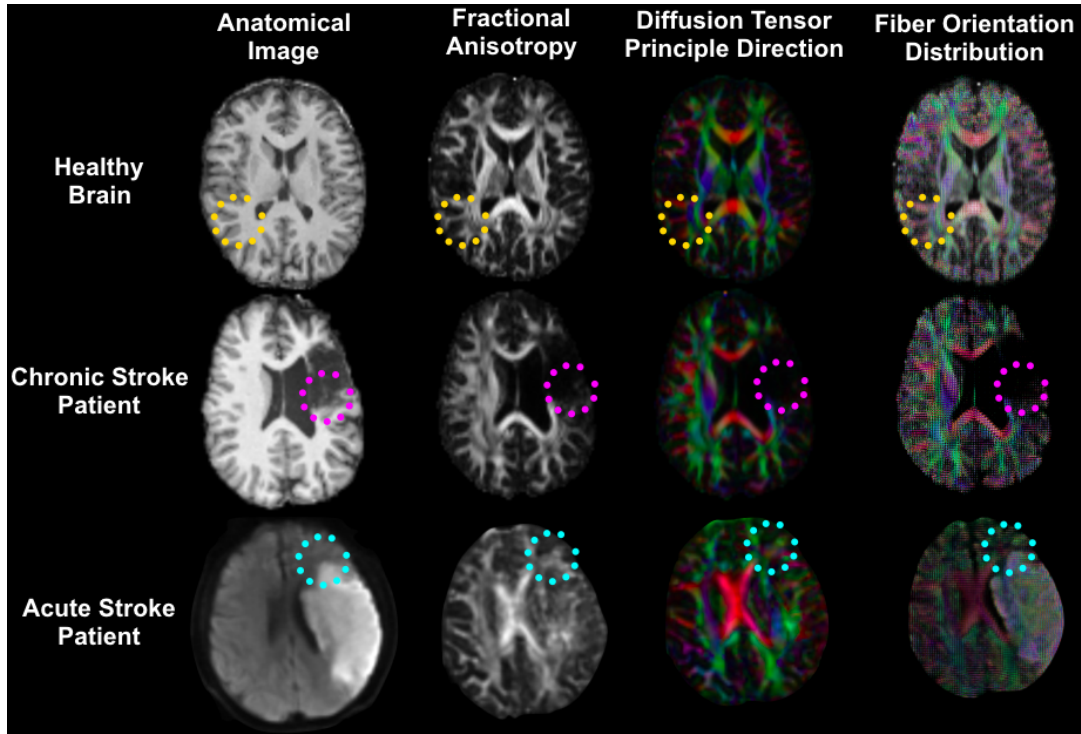 Anatomical
Image
Fractional
Anisotropy
Diffusion Tensor
Principle Direction
Fiber Orientation
Distribution
Healthy
Brain
Chronic Stroke
Patient
Acute Stroke
Patient